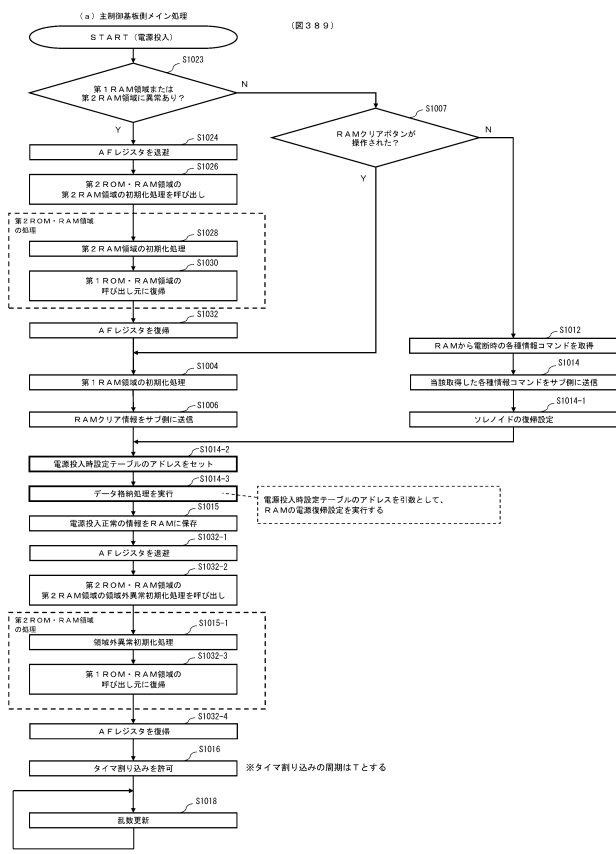 （a）主制御基板側メイン処理
（図３８９）
ＳＴＡＲＴ（電源投入）
S1023
第１ＲＡＭ領域または
第２ＲＡＭ領域に異常あり？
N
Y
S1007
ＲＡＭクリアボタンが
操作された？
N
Y
S1024
ＡＦレジスタを退避
S1026
第２ＲＯＭ・ＲＡＭ領域の
第２ＲＡＭ領域の初期化処理を呼び出し
第２ＲＯＭ・ＲＡＭ領域
の処理
S1028
第２ＲＡＭ領域の初期化処理
S1030
第１ＲＯＭ・ＲＡＭ領域の
呼び出し元に復帰
S1032
ＡＦレジスタを復帰
S1012
ＲＡＭから電断時の各種情報コマンドを取得
S1004
第１ＲＡＭ領域の初期化処理
S1014
当該取得した各種情報コマンドをサブ側に送信
S1006
ＲＡＭクリア情報をサブ側に送信
S1014-1
ソレノイドの復帰設定
S1014-2
電源投入時設定テーブルのアドレスをセット
S1014-3
データ格納処理を実行
電源投入時設定テーブルのアドレスを引数として、
ＲＡＭの電源復帰設定を実行する
S1015
電源投入正常の情報をＲＡＭに保存
S1032-1
ＡＦレジスタを退避
S1032-2
第２ＲＯＭ・ＲＡＭ領域の
第２ＲＡＭ領域の領域外異常初期化処理を呼び出し
第２ＲＯＭ・ＲＡＭ領域
の処理
S1015-1
領域外異常初期化処理
S1032-3
第１ＲＯＭ・ＲＡＭ領域の
呼び出し元に復帰
S1032-4
ＡＦレジスタを復帰
S1016
タイマ割り込みを許可
※タイマ割り込みの周期はＴとする
S1018
乱数更新